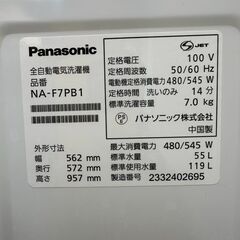 Panasonic
全自動電気洗濯機
NA-F7PB1
外形寸法
幅 562 mm
奥行 572 mm
高さ 957 mm
JET
定格電圧 100 V
定格周波数 50/60 Hz
電動機定格消費電力 480/545 W
定格時間 洗いのみ 14 分
標準洗濯容量 7.0 kg
PS E
パナソニック株式会社
中国製
最大消費電力 480/545 W
標準水量 55 L
標準使用水量 119 L
製造番号 2332402695